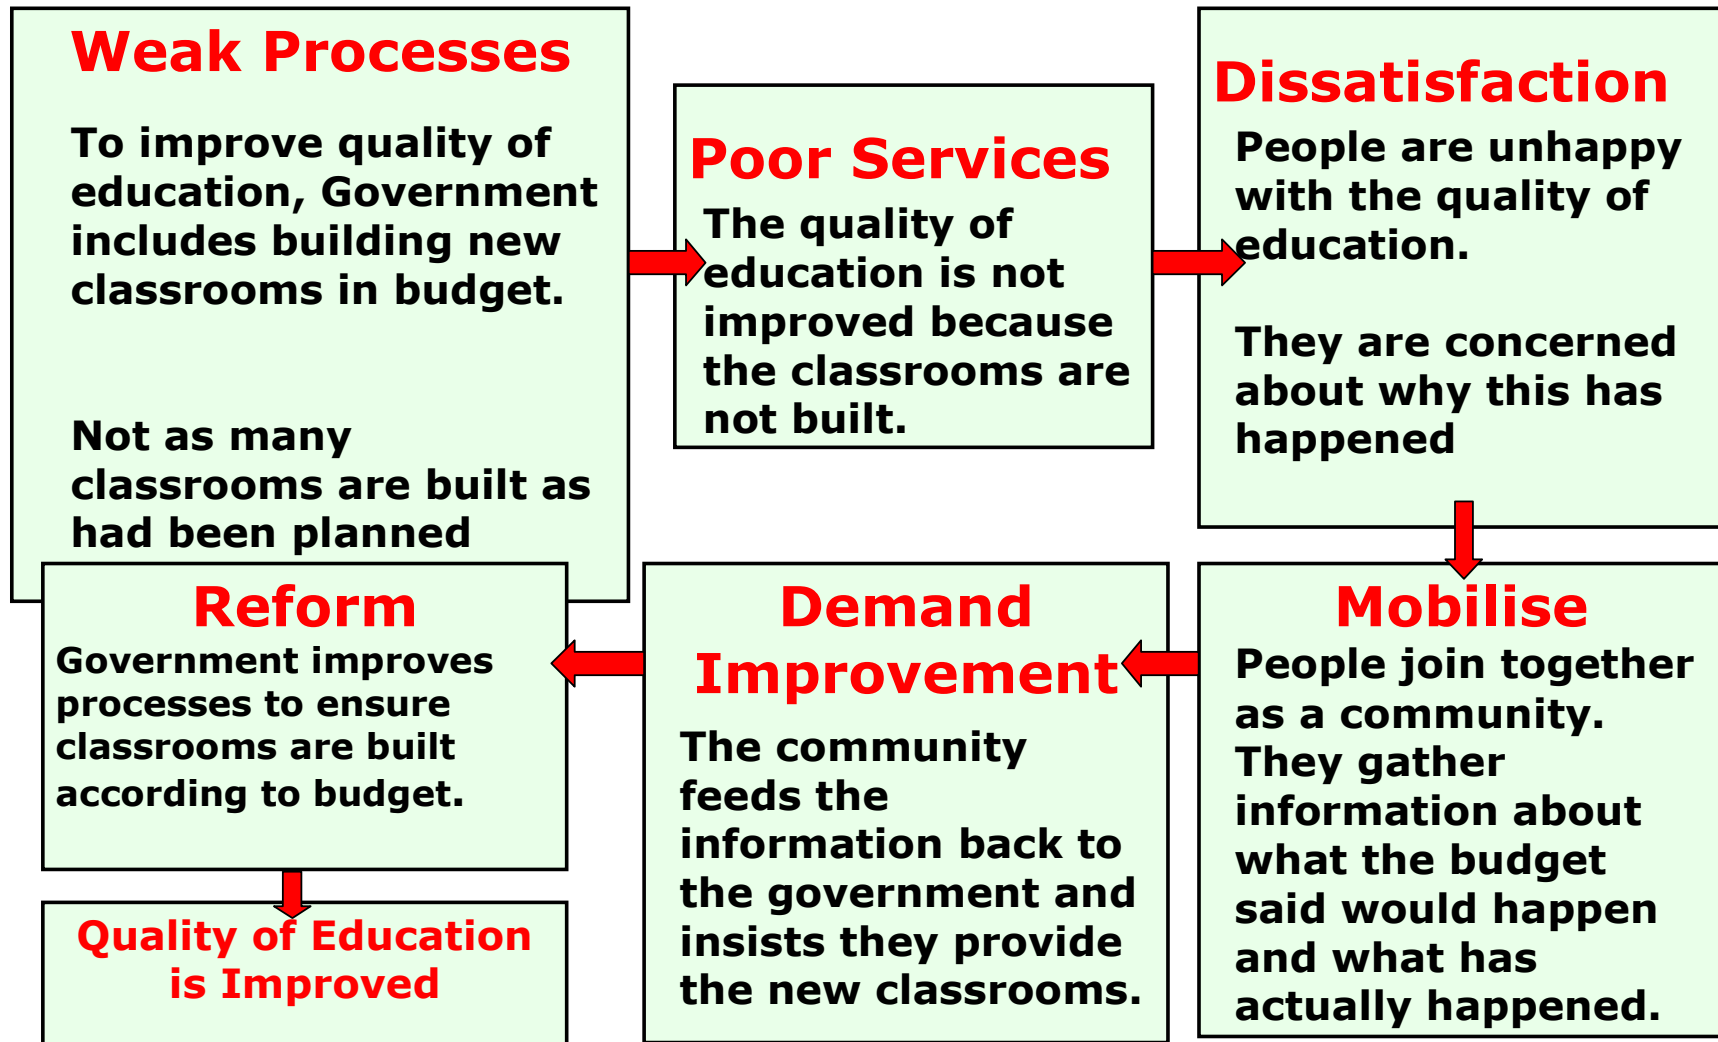 Weak Processes
To improve quality of
education, Government
includes building new
classrooms in budget.
Not as many
classrooms are built as
had been planned
Poor Services
The quality of
education is not
improved because
the classrooms are
not built.
Dissatisfaction
People are unhappy
with the quality of
education.
They are concerned
about why this has
happened
Mobilise
People join together
as a community.
They gather
information about
what the budget
said would happen
and what has
actually happened.
Demand
Improvement
The community
feeds the
information back to
the government and
insists they provide
the new classrooms.
Reform
Government improves
processes to ensure
classrooms are built
according to budget.
Quality of Education
is Improved